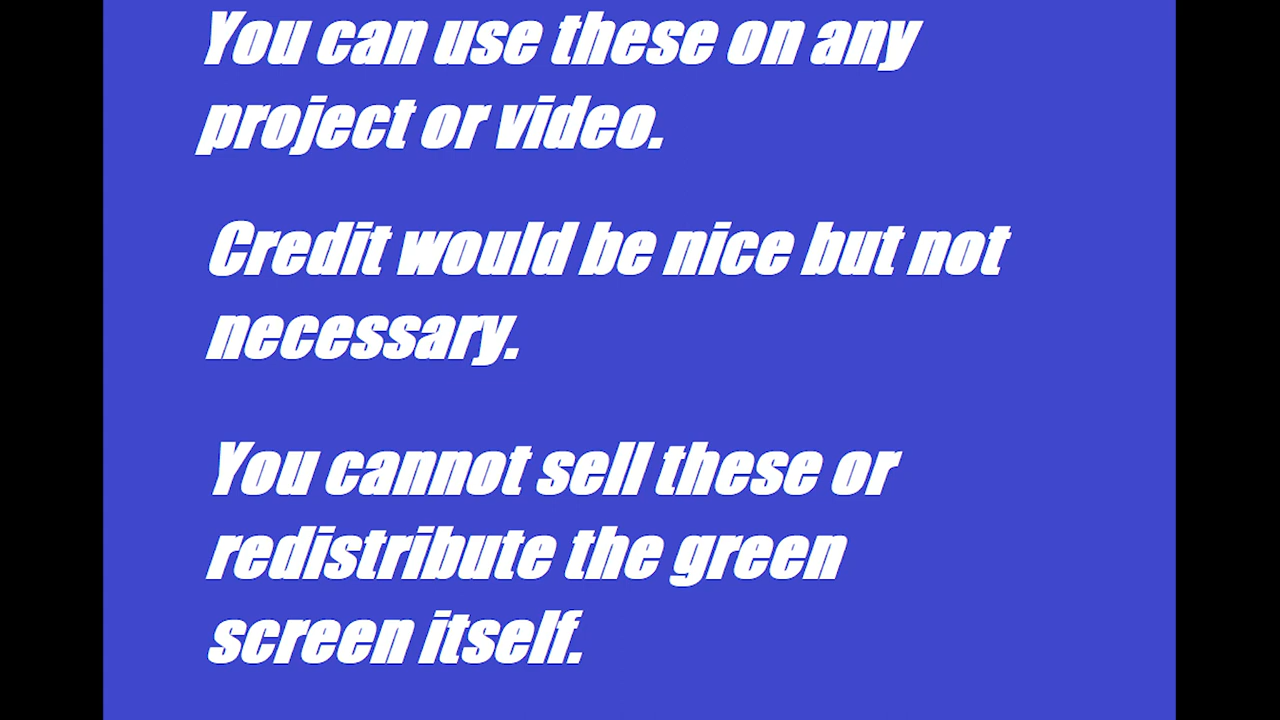 You can use these on any
project or video.
Credit would be nice but not
necessary.
You cannot sell these or
redistribute the green
screen itself.